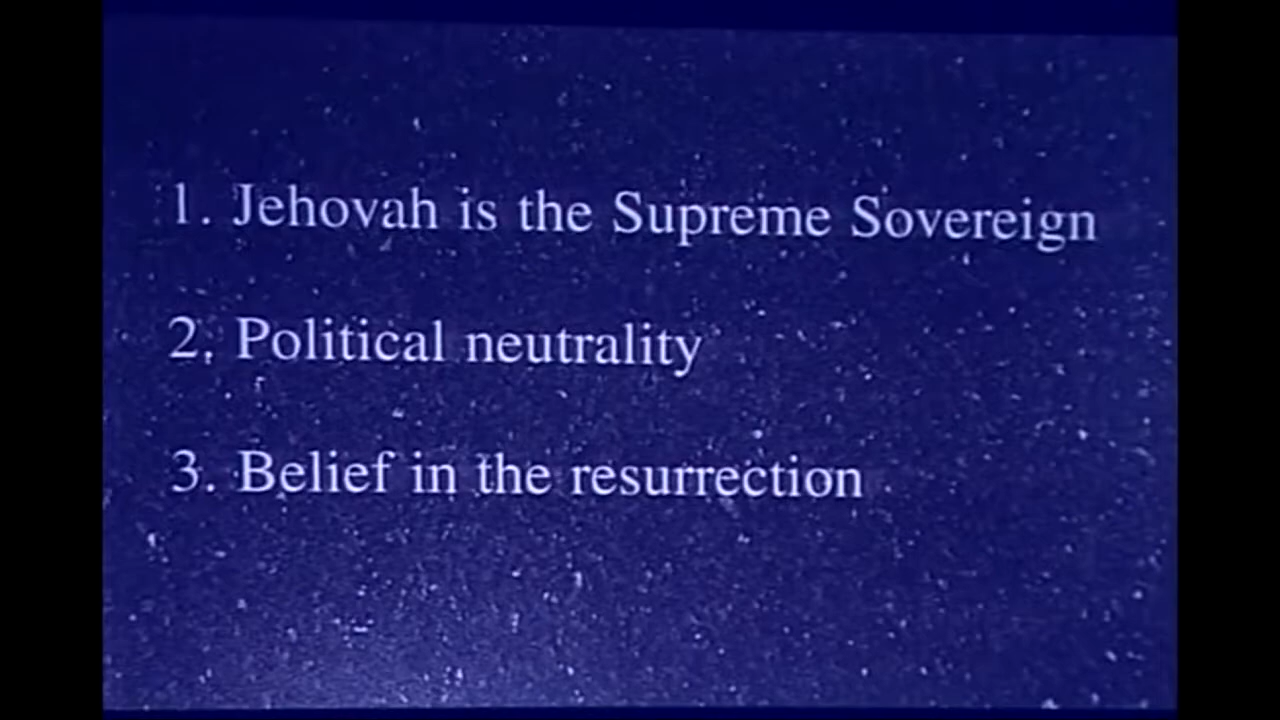 1. Jehovah is the Supreme Sovereign
2. Political neutrality
3. Belief in the resurrection